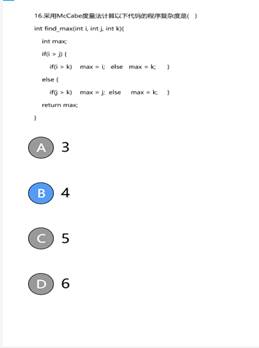 16.采用McCabe度量法计算以下代码的程序复杂度是(   )
int find_max(int i, int j, int k){
int max;
if(i > j) {
if(i > k)    max = i;   else   max = k;      }
else {
if(j > k)    max = j;  else     max = k;    }
return max;
}
A 3
B 4
C 5
D 6